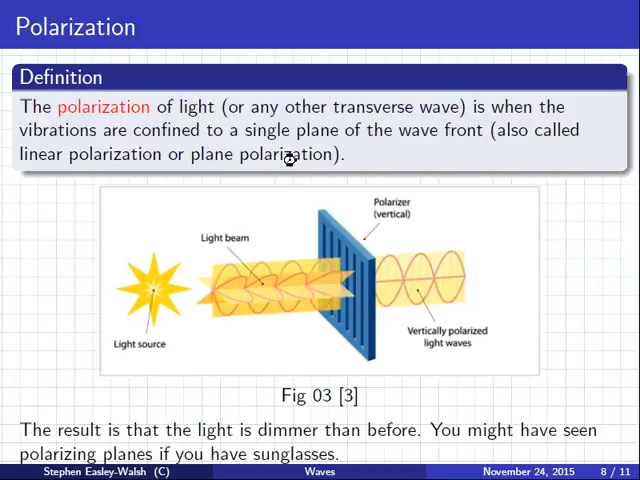 Polarization
Definition
The polarization of light (or any other transverse wave) is when the
vibrations are confined to a single plane of the wave front (also called
linear polarization or plane polarization).
Polarizer
(vertical)
Light beam
Light source
Vertically polarized
light waves
Fig 03 [3]
The result is that the light is dimmer than before. You might have seen
polarizing planes if you have sunglasses.
Stephen Easley-Walsh (C) Waves November 24, 2015 8 / 11